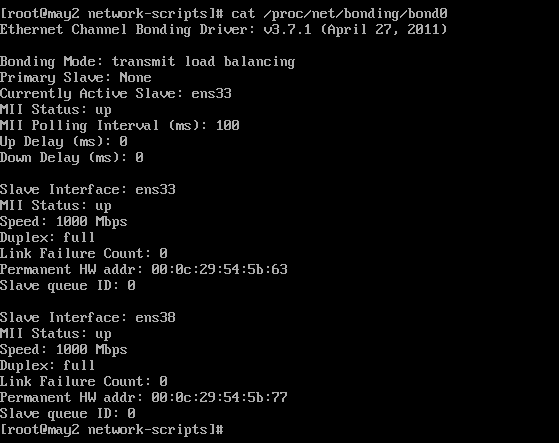 [root@may2 network-scripts]# cat /proc/net/bonding/bond0
Ethernet Channel Bonding Driver: v3.7.1 (April 27, 2011)
Bonding Mode: transmit load balancing
Primary Slave: None
Currently Active Slave: ens33
MII Status: up
MII Polling Interval (ms): 100
Up Delay (ms): 0
Down Delay (ms): 0
Slave Interface: ens33
MII Status: up
Speed: 1000 Mbps
Duplex: full
Link Failure Count: 0
Permanent HW addr: 00:0c:29:54:5b:63
Slave queue ID: 0
Slave Interface: ens38
MII Status: up
Speed: 1000 Mbps
Duplex: full
Link Failure Count: 0
Permanent HW addr: 00:0c:29:54:5b:77
Slave queue ID: 0
[root@may2 network-scripts]#